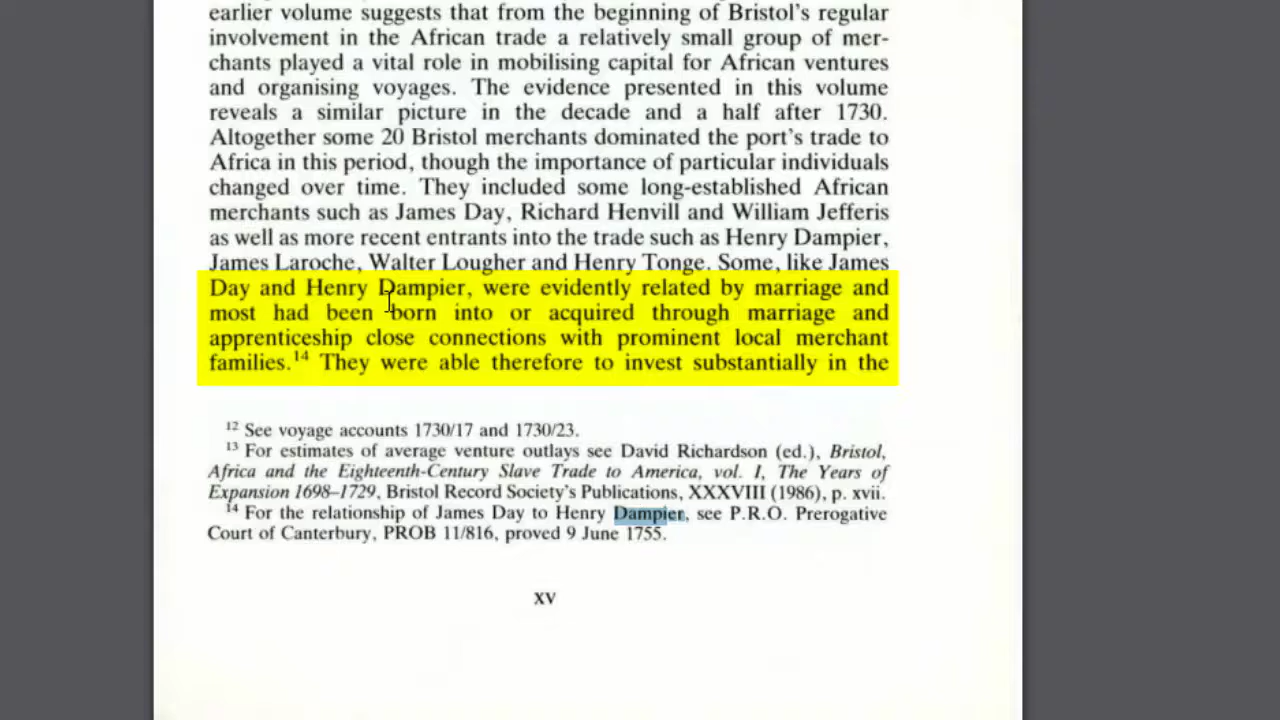 earlier volume suggests that from the beginning of Bristol's regular
involvement in the African trade a relatively small group of mer-
chants played a vital role in mobilising capital for African ventures
and organising voyages. The evidence presented in this volume
reveals a similar picture in the decade and a half after 1730.
Altogether some 20 Bristol merchants dominated the port's trade to
Africa in this period, though the importance of particular individuals
changed over time. They included some long-established African
merchants such as James Day, Richard Henvill and William Jefferis
as well as more recent entrants into the trade such as Henry Dampier,
James Laroche, Walter Lougher and Henry Tonge. Some, like James
Day and Henry Dampier, were evidently related by marriage and
most had been born into or acquired through marriage and
apprenticeship close connections with prominent local merchant
families.14 They were able therefore to invest substantially in the
12 See voyage accounts 1730/17 and 1730/23.
13 For estimates of average venture outlays see David Richardson (ed.), Bristol,
Africa and the Eighteenth-Century Slave Trade to America, vol. I, The Years of
Expansion 1698–1729, Bristol Record Society's Publications, XXXVIII (1986), p. xvii.
14 For the relationship of James Day to Henry Dampier, see P.R.O. Prerogative
Court of Canterbury, PROB 11/816, proved 9 June 1755.
xv